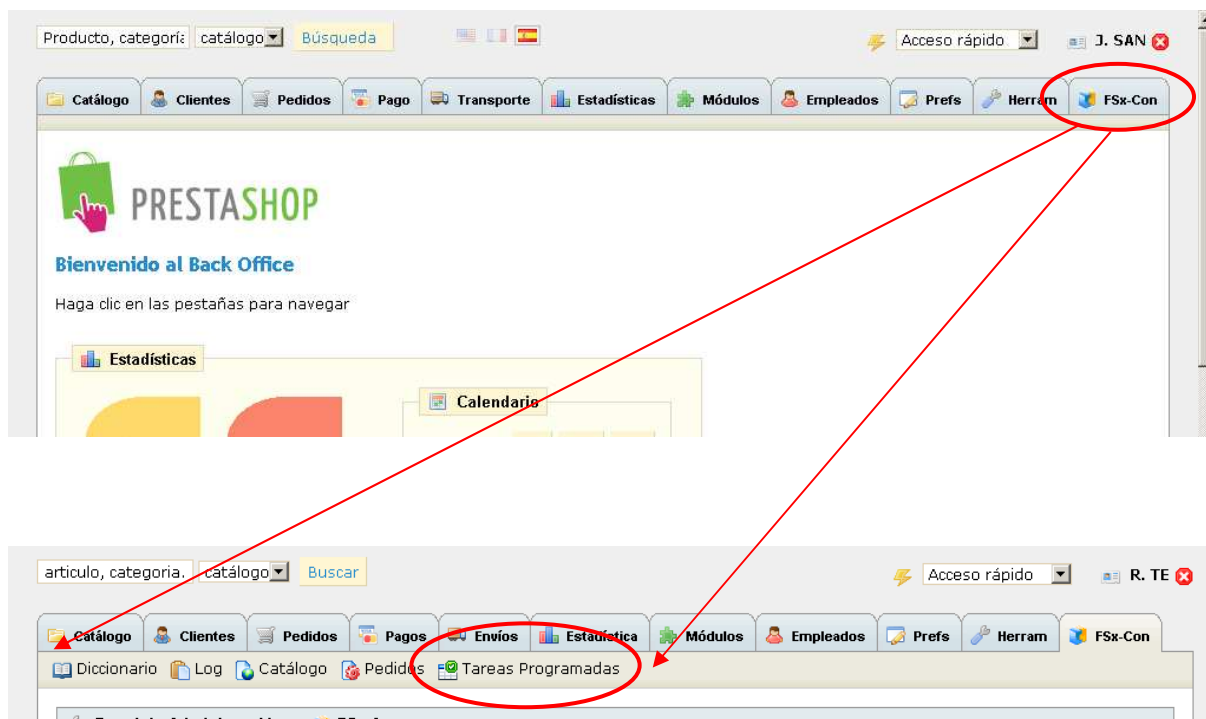 Producto, categoría catálogo Búsqueda Acceso rápido J. SAN
Catálogo Clientes Pedidos Pago Transporte Estadísticas Módulos Empleados Prefs Herram FSx-Con
PRESTASHOP
Bienvenido al Back Office
Haga clic en las pestañas para navegar
Estadísticas
Calendario
articulo, categoria. catálogo Buscar Acceso rápido R. TE
Catálogo Clientes Pedidos Pagos Envíos Estadística Módulos Empleados Prefs Herram FSx-Con
Diccionario Log Catálogo Pedidos Tareas Programadas